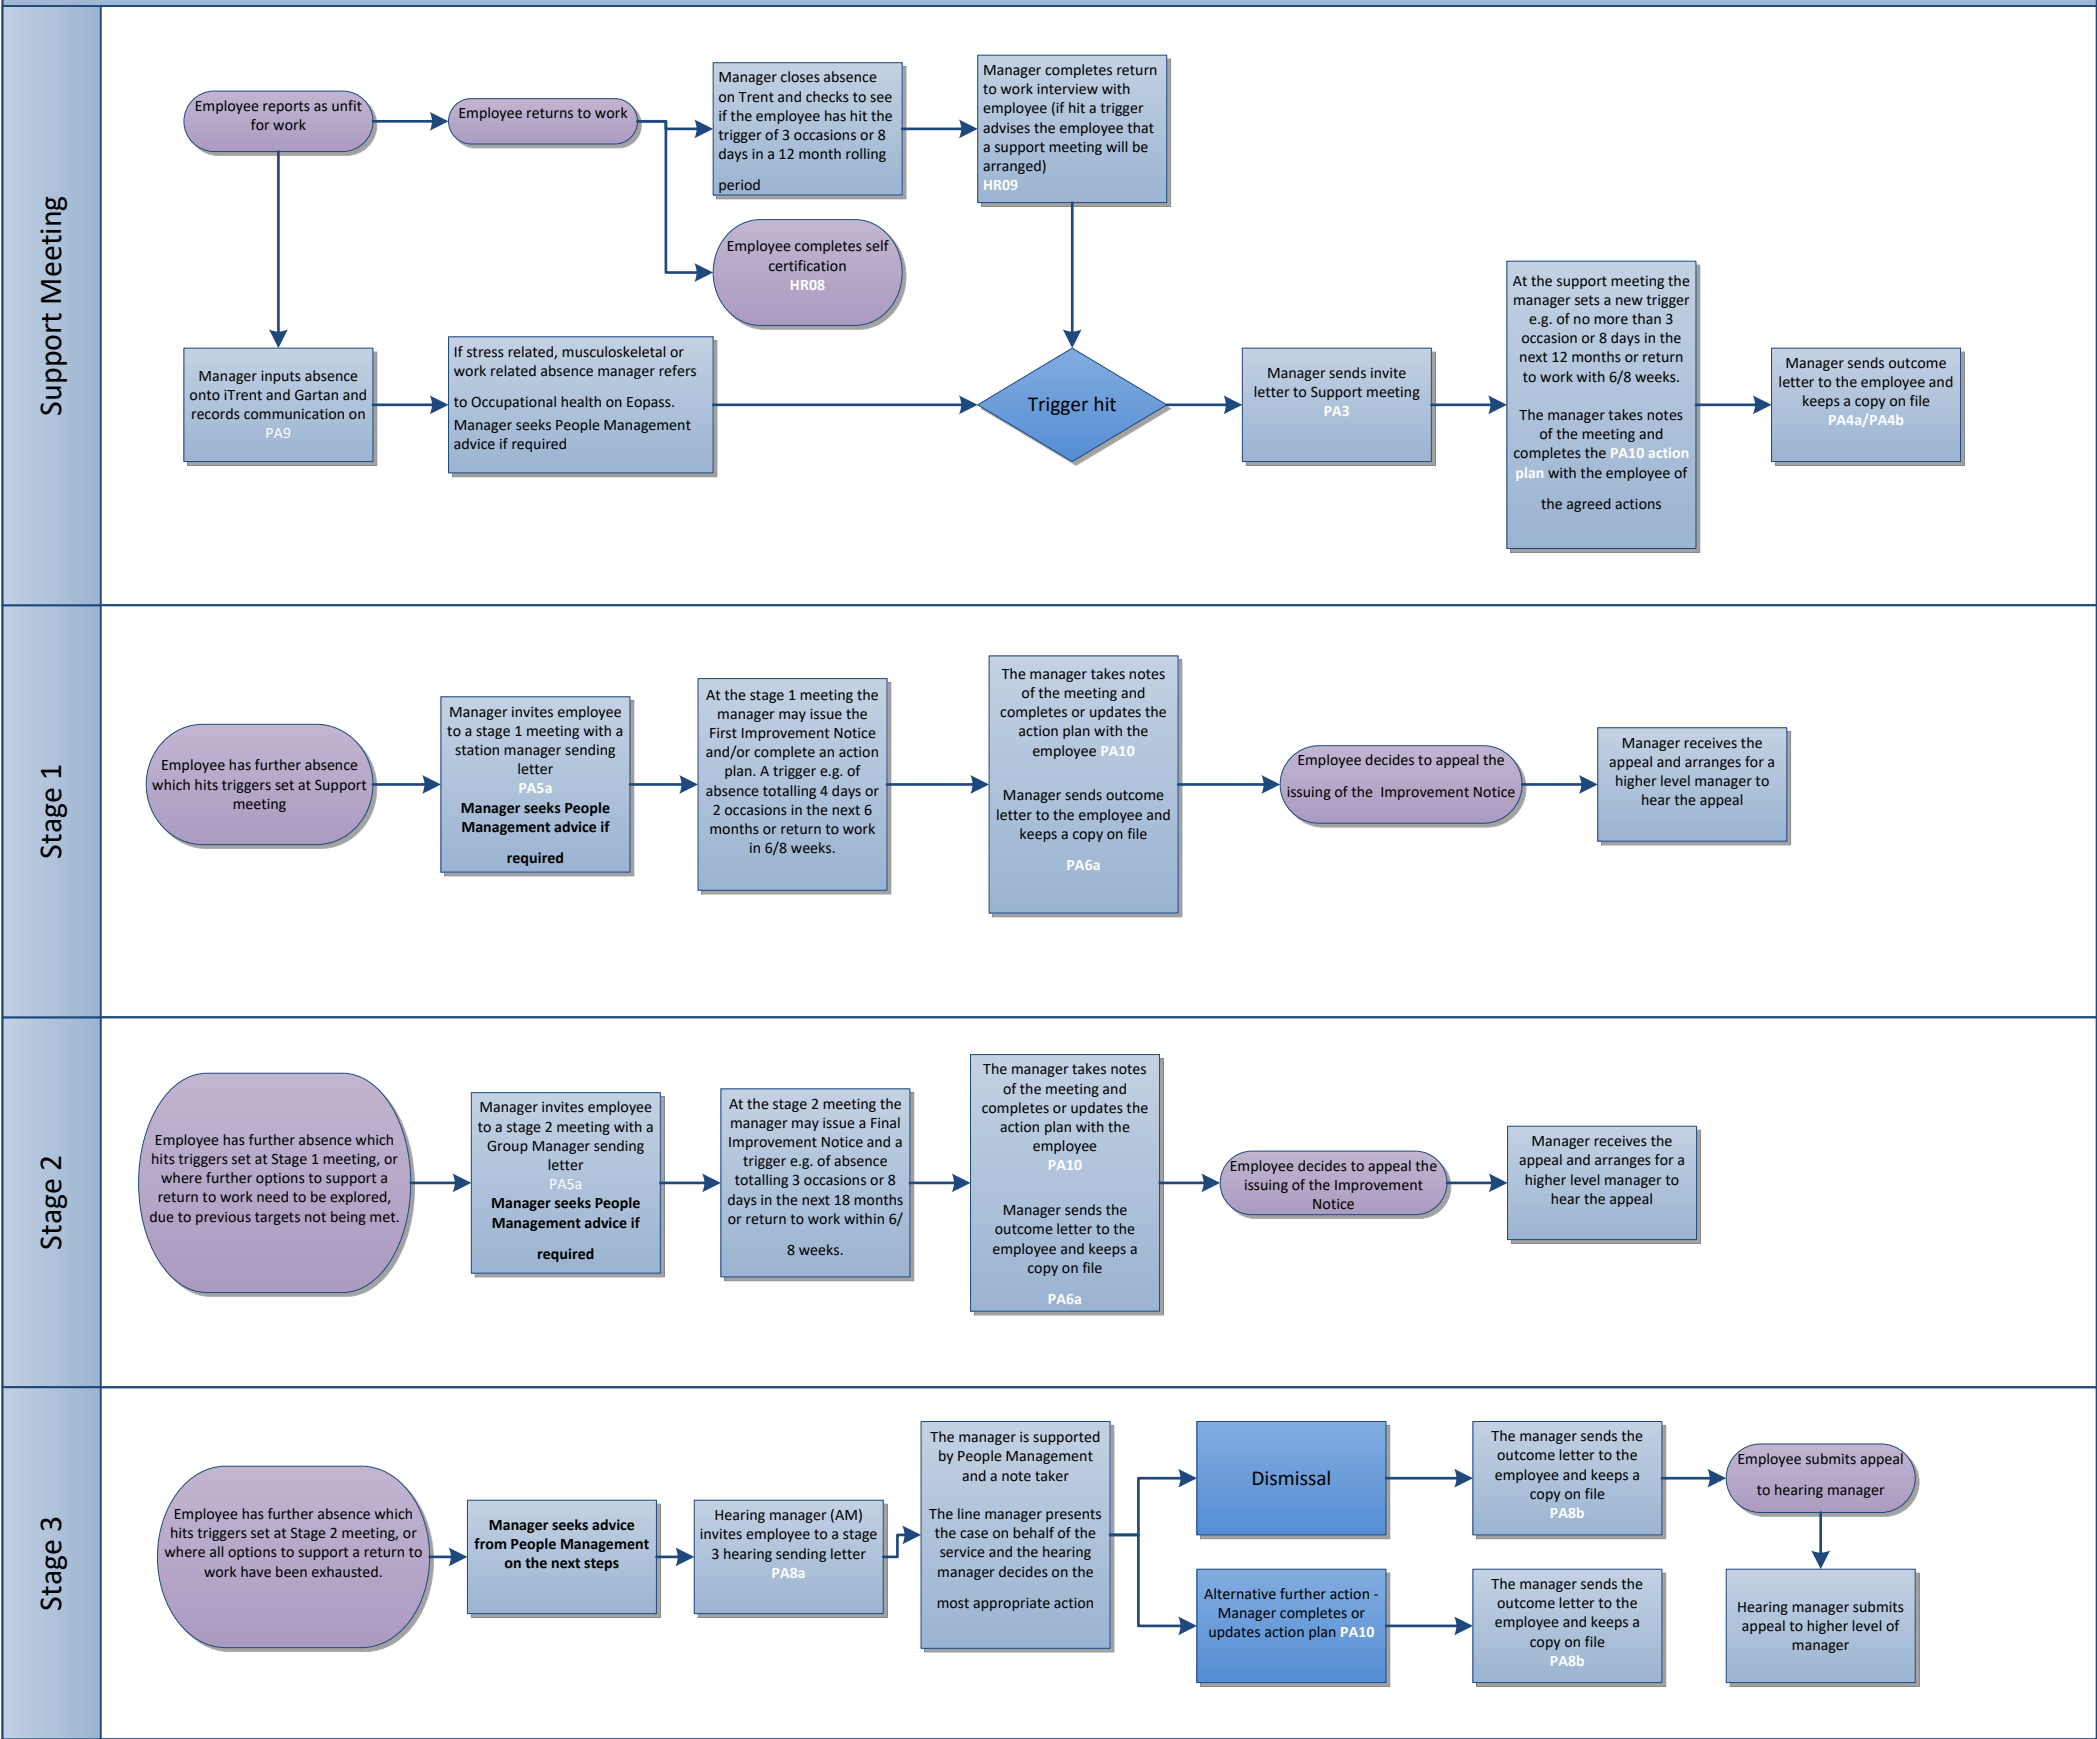 Support Meeting
Employee reports as unfit
for work
Employee returns to work
Manager closes absence
on Trent and checks to see
if the employee has hit the
trigger of 3 occasions or 8
days in a 12 month rolling
period
Manager completes return
to work interview with
employee (if hit a trigger
advises the employee that
a support meeting will be
arranged)
HR09
Employee completes self
certification
HR08
Manager inputs absence
onto iTrent and Gartan and
records communication on
PA9
If stress related, musculoskeletal or
work related absence manager refers
to Occupational health on Eopass.
Manager seeks People Management
advice if required
Trigger hit
Manager sends invite
letter to Support meeting
PA3
At the support meeting the
manager sets a new trigger
e.g. of no more than 3
occasion or 8 days in the
next 12 months or return
to work with 6/8 weeks.
The manager takes notes
of the meeting and
completes the PA10 action
plan with the employee of
the agreed actions
Manager sends outcome
letter to the employee and
keeps a copy on file
PA4a/PA4b
Stage 1
Employee has further absence
which hits triggers set at Support
meeting
Manager invites employee
to a stage 1 meeting with a
station manager sending
letter
PA5a
Manager seeks People
Management advice if
required
At the stage 1 meeting the
manager may issue the
First Improvement Notice
and/or complete an action
plan. A trigger e.g. of
absence totalling 4 days or
2 occasions in the next 6
months or return to work
in 6/8 weeks.
The manager takes notes
of the meeting and
completes or updates the
action plan with the
employee PA10
Manager sends outcome
letter to the employee and
keeps a copy on file
PA6a
Employee decides to appeal the
issuing of the Improvement Notice
Manager receives the
appeal and arranges for a
higher level manager to
hear the appeal
Stage 2
Employee has further absence which
hits triggers set at Stage 1 meeting, or
where further options to support a
return to work need to be explored,
due to previous targets not being met.
Manager invites employee
to a stage 2 meeting with a
Group Manager sending
letter
PA5a
Manager seeks People
Management advice if
required
At the stage 2 meeting the
manager may issue a Final
Improvement Notice and a
trigger e.g. of absence
totalling 3 occasions or 8
days in the next 18 months
or return to work within 6/
8 weeks.
The manager takes notes
of the meeting and
completes or updates the
action plan with the
employee
PA10
Manager sends the
outcome letter to the
employee and keeps a
copy on file
PA6a
Employee decides to appeal the
issuing of the Improvement
Notice
Manager receives the
appeal and arranges for a
higher level manager to
hear the appeal
Stage 3
Employee has further absence which
hits triggers set at Stage 2 meeting, or
where all options to support a return to
work have been exhausted.
Manager seeks advice
from People Management
on the next steps
Hearing manager (AM)
invites employee to a stage
3 hearing sending letter
PA8a
The manager is supported
by People Management
and a note taker
The line manager presents
the case on behalf of the
service and the hearing
manager decides on the
most appropriate action
Dismissal
The manager sends the
outcome letter to the
employee and keeps a
copy on file
PA8b
Employee submits appeal
to hearing manager
Alternative further action -
Manager completes or
updates action plan PA10
The manager sends the
outcome letter to the
employee and keeps a
copy on file
PA8b
Hearing manager submits
appeal to higher level of
manager